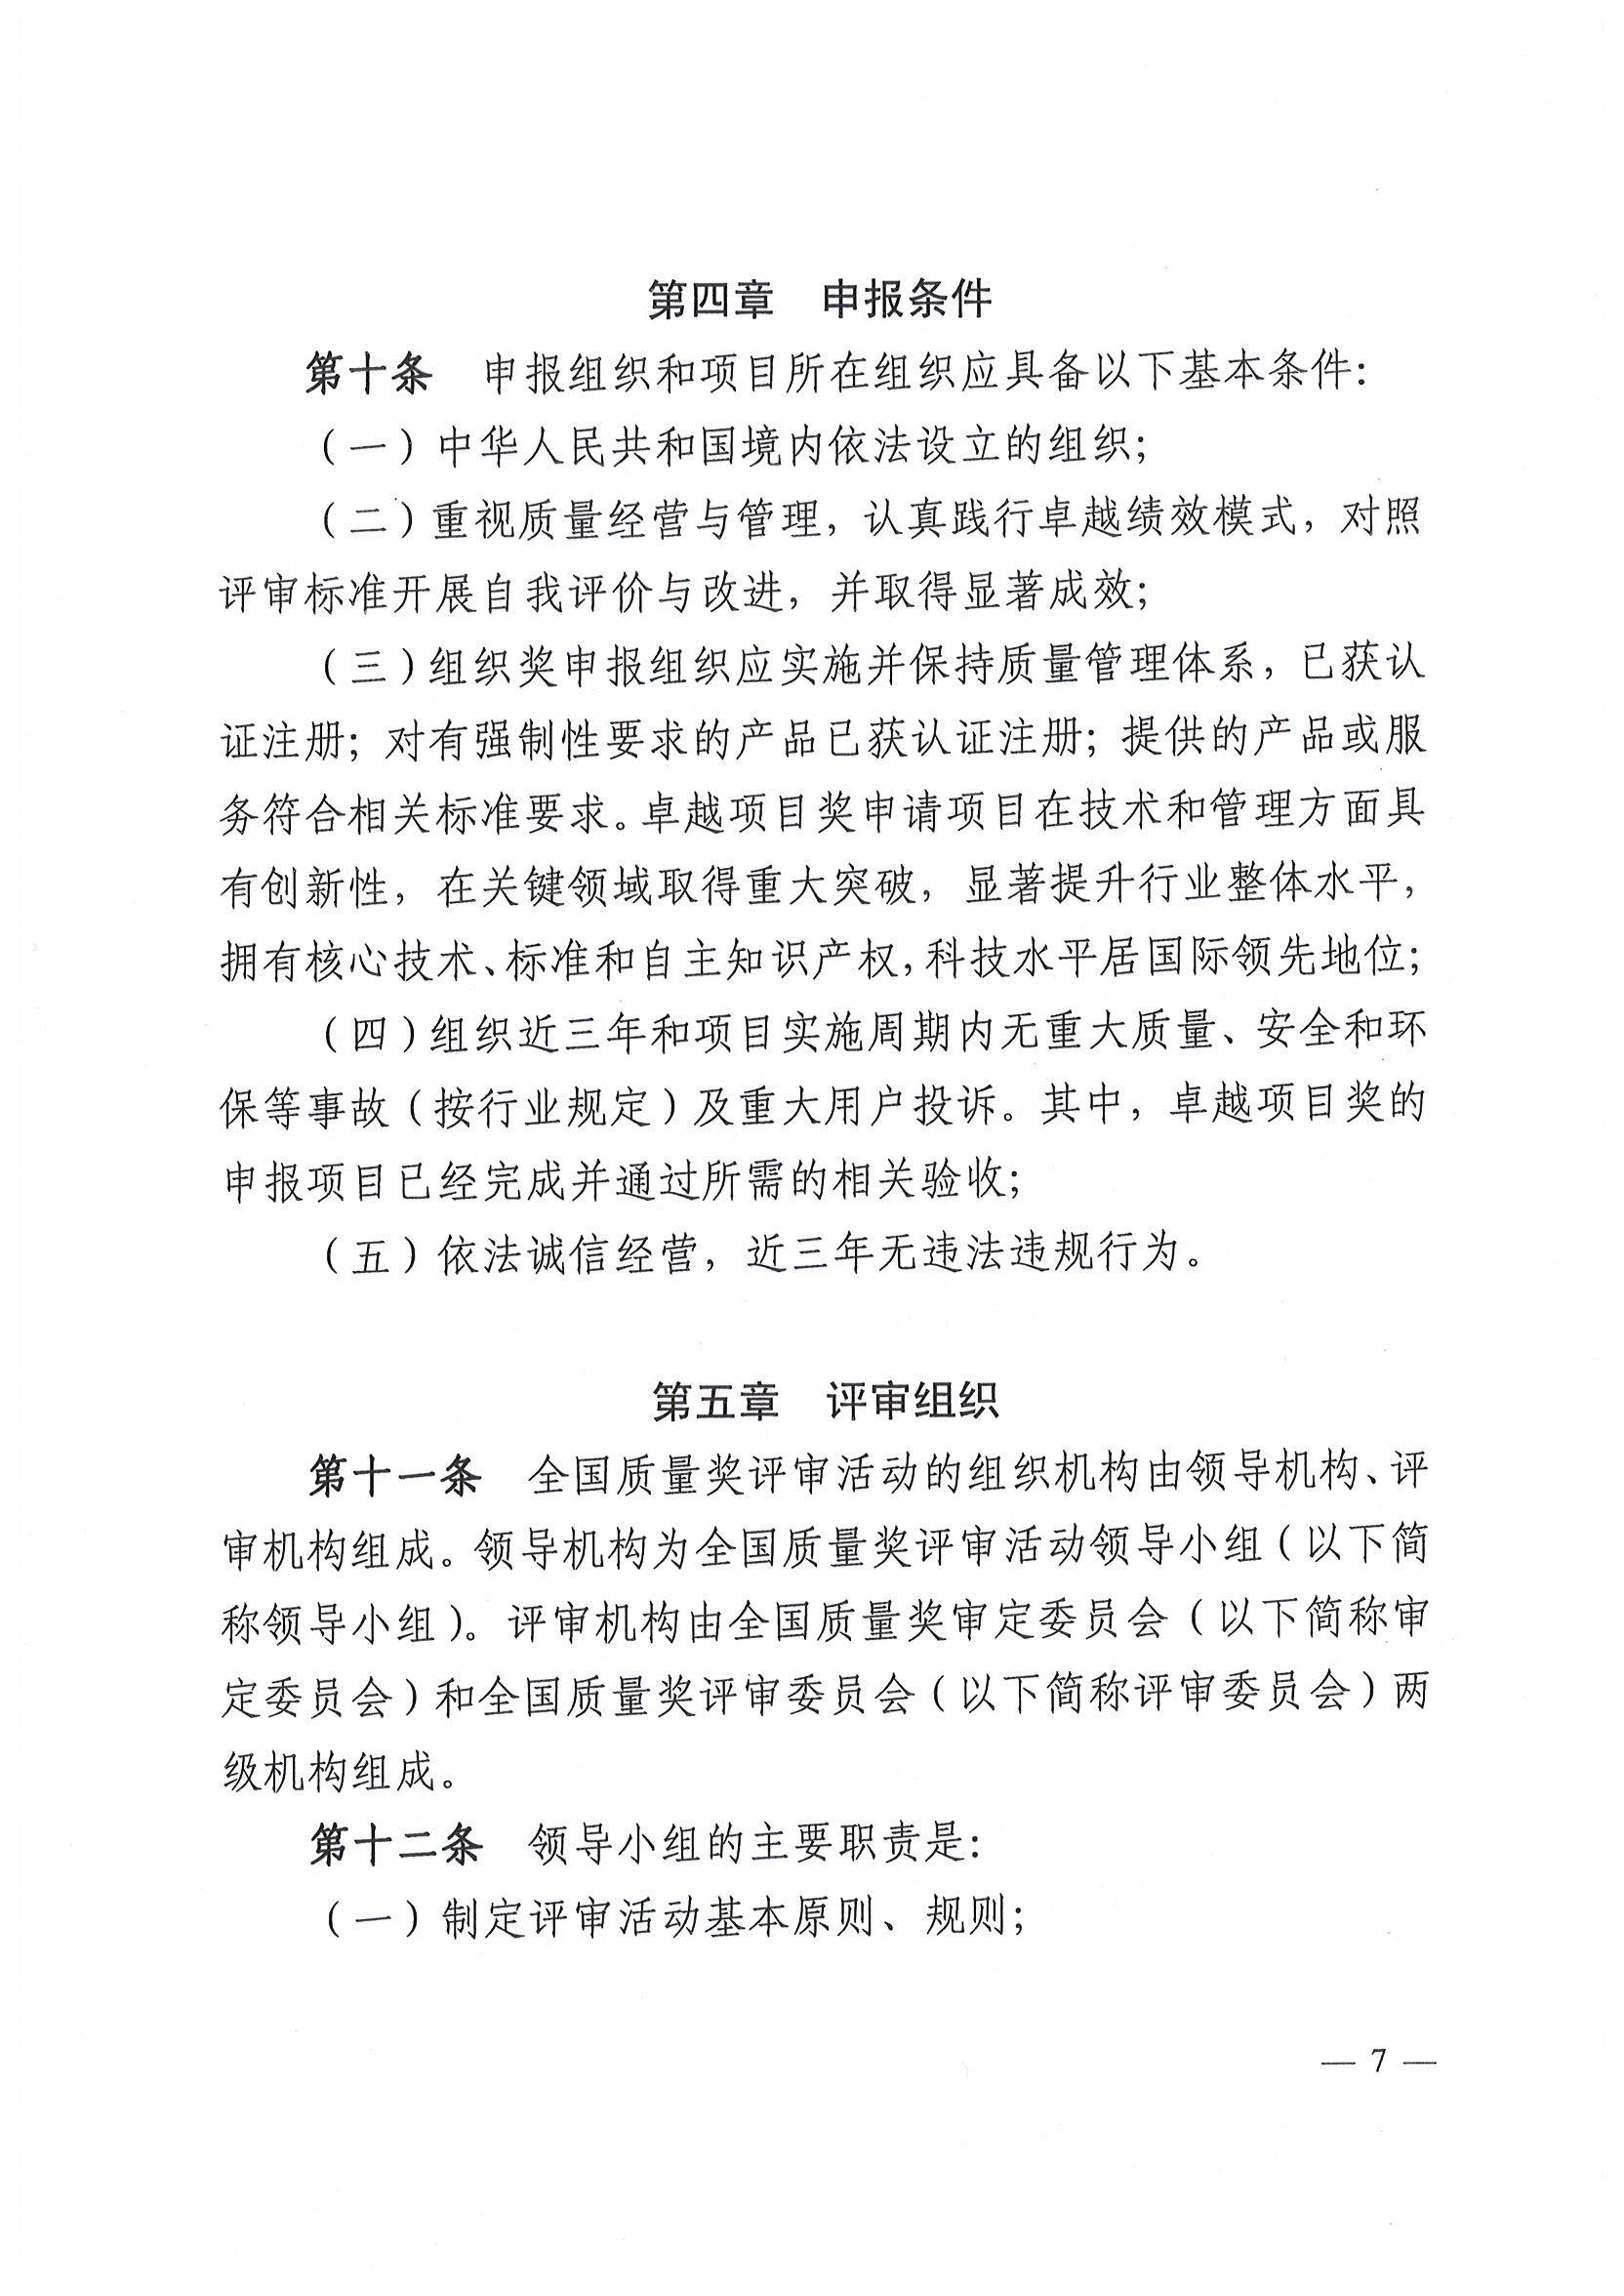 第四章　申报条件
第十条　申报组织和项目所在组织应具备以下基本条件：
（一）中华人民共和国境内依法设立的组织；
（二）重视质量经营与管理，认真践行卓越绩效模式，对照
评审标准开展自我评价与改进，并取得显著成效；
（三）组织奖申报组织应实施并保持质量管理体系，已获认
证注册；对有强制性要求的产品已获认证注册；提供的产品或服
务符合相关标准要求。卓越项目奖申请项目在技术和管理方面具
有创新性，在关键领域取得重大突破，显著提升行业整体水平，
拥有核心技术、标准和自主知识产权，科技水平居国际领先地位；
（四）组织近三年和项目实施周期内无重大质量、安全和环
保等事故（按行业规定）及重大用户投诉。其中，卓越项目奖的
申报项目已经完成并通过所需的相关验收；
（五）依法诚信经营，近三年无违法违规行为。
第五章　评审组织
第十一条　全国质量奖评审活动的组织机构由领导机构、评
审机构组成。领导机构为全国质量奖评审活动领导小组（以下简
称领导小组）。评审机构由全国质量奖审定委员会（以下简称审
定委员会）和全国质量奖评审委员会（以下简称评审委员会）两
级机构组成。
第十二条　领导小组的主要职责是：
（一）制定评审活动基本原则、规则；
— 7 —